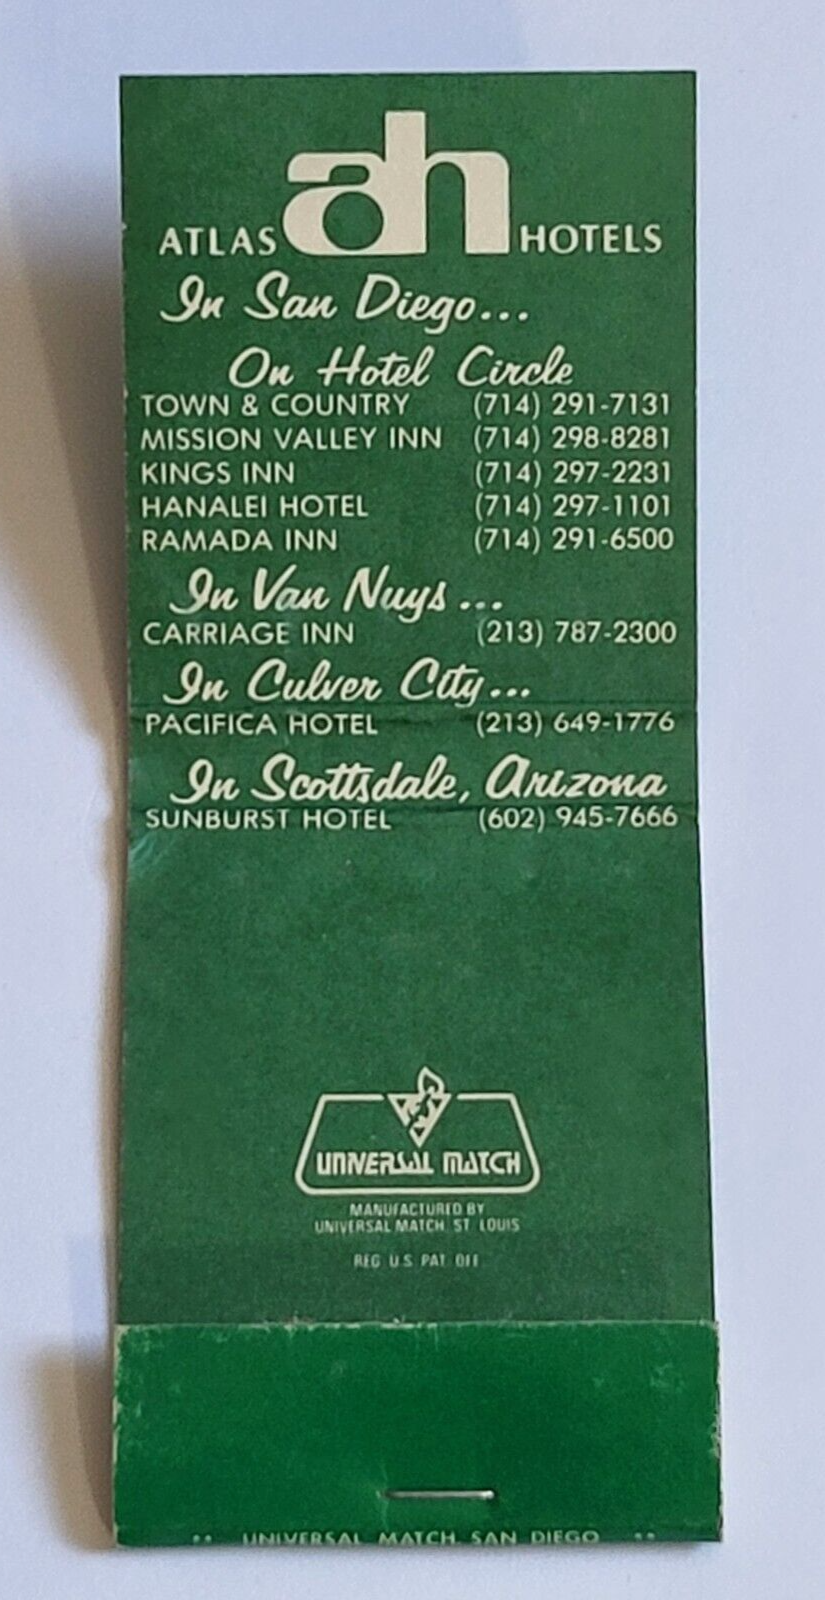 ATLAS ah HOTELS
In San Diego...
On Hotel Circle
TOWN & COUNTRY (714) 291-7131
MISSION VALLEY INN (714) 298-8281
KINGS INN (714) 297-2231
HANALEI HOTEL (714) 297-1101
RAMADA INN (714) 291-6500
In Van Nuys...
CARRIAGE INN (213) 787-2300
In Culver City...
PACIFICA HOTEL (213) 649-1776
In Scottsdale, Arizona
SUNBURST HOTEL (602) 945-7666
UNIVERSAL MATCH
MANUFACTURED BY
UNIVERSAL MATCH ST LOUIS
REG U.S. PAT. OFF
UNIVERSAL MATCH, SAN DIEGO